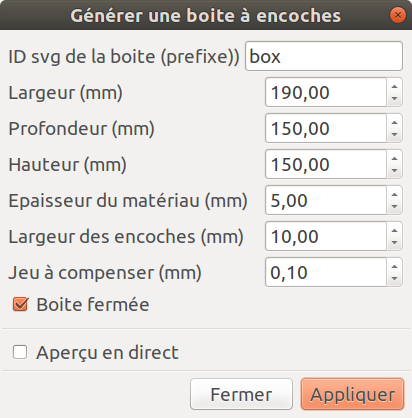 Générer une boite à encoches
ID svg de la boite (prefixe)) box
Largeur (mm) 190,00
Profondeur (mm) 150,00
Hauteur (mm) 150,00
Epaisseur du matériau (mm) 5,00
Largeur des encoches (mm) 10,00
Jeu à compenser (mm) 0,10
Boite fermée
Aperçu en direct
Fermer Appliquer